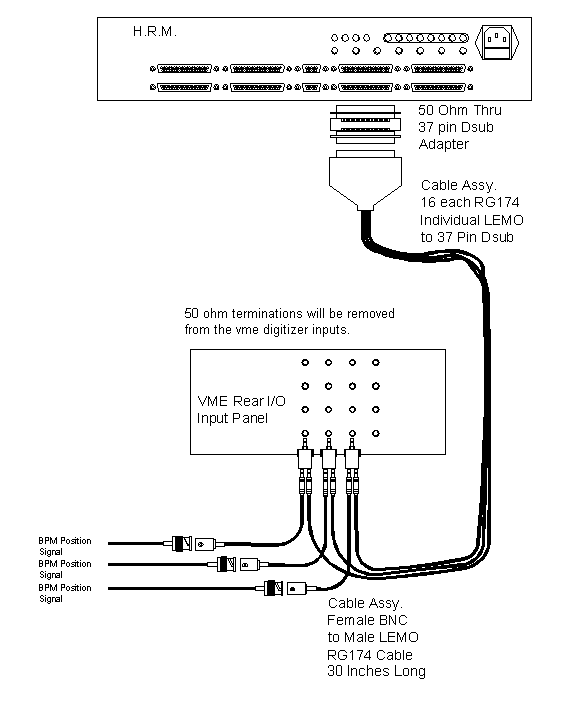 H.R.M.
50 Ohm Thru
37 pin Dsub
Adapter
Cable Assy.
16 each RG174
Individual LEMO
to 37 Pin Dsub
50 ohm terminations will be removed
from the vme digitizer inputs.
VME Rear I/O
Input Panel
BPM Position
Signal
BPM Position
Signal
BPM Position
Signal
Cable Assy.
Female BNC
to Male LEMO
RG174 Cable
30 Inches Long